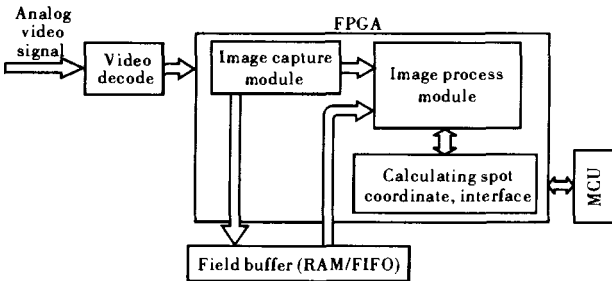 Analog
video
signal
Video
decode
FPGA
Image capture
module
Image process
module
Calculating spot
coordinate, interface
MCU
Field buffer (RAM/FIFO)